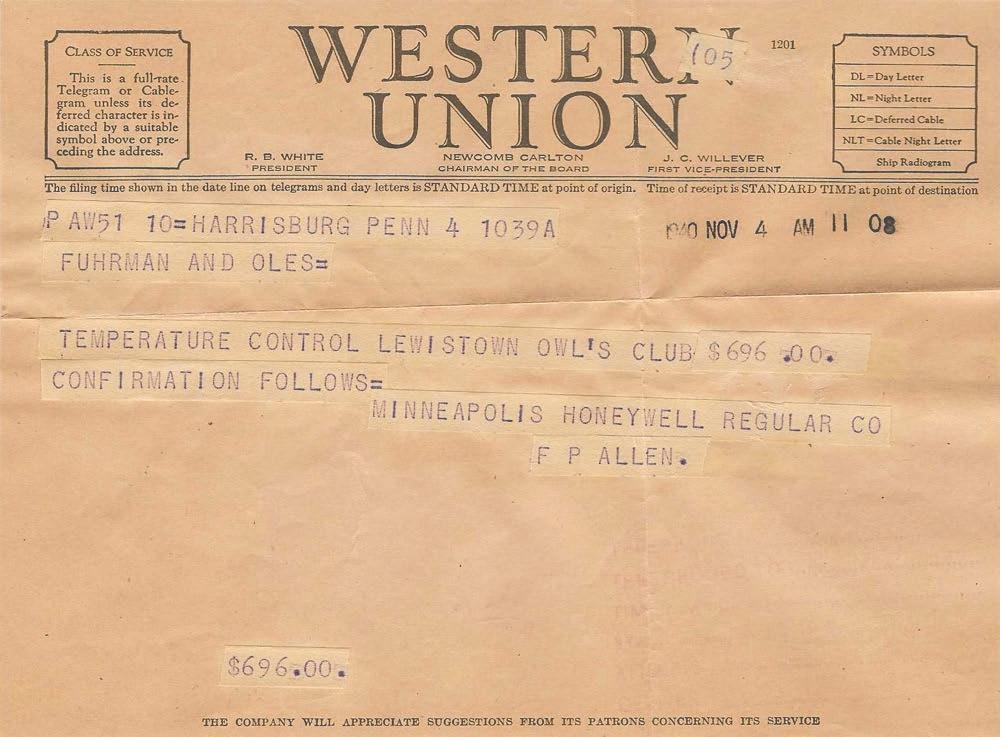 CLASS OF SERVICE
This is a full-rate
Telegram or Cable-
gram unless its de-
ferred character is in-
dicated by a suitable
symbol above or pre-
ceding the address.
WESTERN
UNION
105
1201
SYMBOLS
DL=Day Letter
NL=Night Letter
LC=Deferred Cable
NLT=Cable Night Letter
Ship Radiogram
R. B. WHITE
PRESIDENT
NEWCOMB CARLTON
CHAIRMAN OF THE BOARD
J. C. WILLEVER
FIRST VICE-PRESIDENT
The filing time shown in the date line on telegrams and day letters is STANDARD TIME at point of origin. Time of receipt is STANDARD TIME at point of destination
P AW51 10=HARRISBURG PENN 4 1039A
1940 NOV 4 AM 11 08
FUHRMAN AND OLES=
TEMPERATURE CONTROL LEWISTOWN OWL'S CLUB $696.00.
CONFIRMATION FOLLOWS=
MINNEAPOLIS HONEYWELL REGULAR CO
F P ALLEN.
$696.00.
THE COMPANY WILL APPRECIATE SUGGESTIONS FROM ITS PATRONS CONCERNING ITS SERVICE